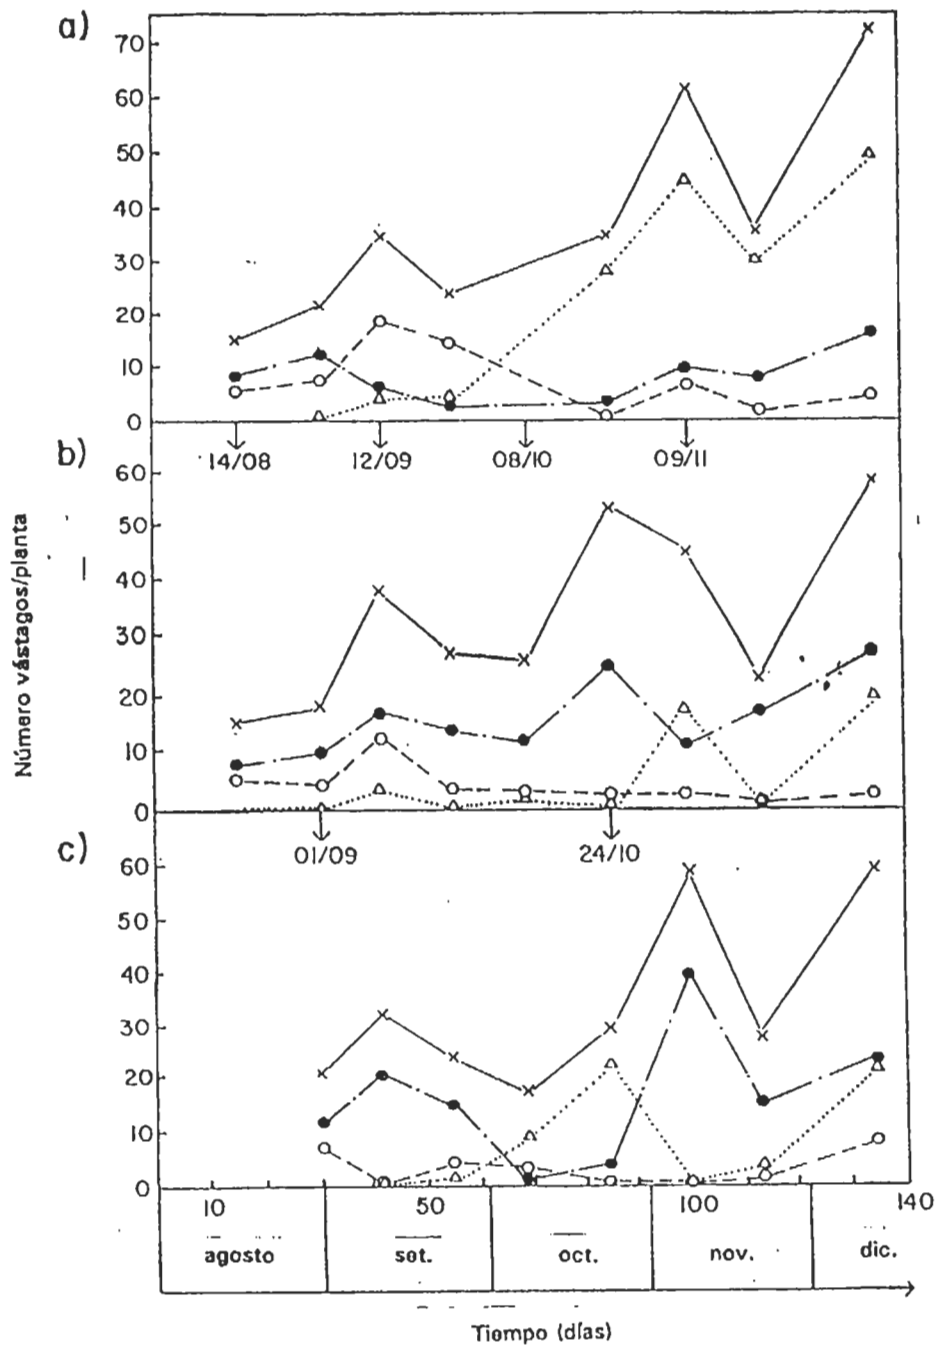 a)
70
60
50
40
30
20
10
0
14/08 12/09 08/10 09/11
b)
60
50
40
30
20
10
0
01/09 24/10
c)
60
50
40
30
20
10
0
Número vástagos/planta
10 50 100 140
agosto set. oct. nov. dic.
Tiempo (días)